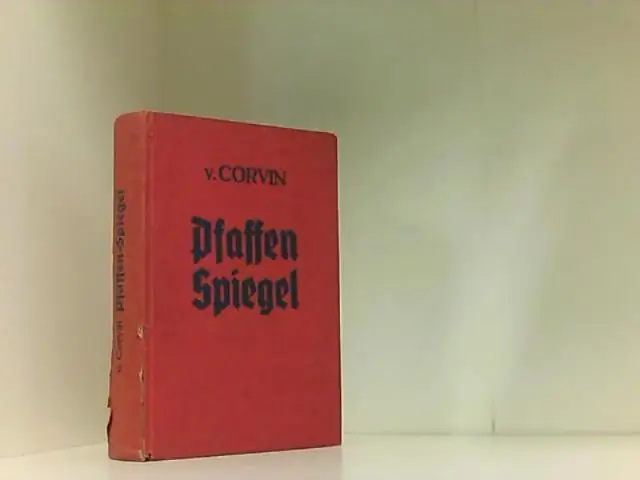 v. CORVIN
Pfaffen
Spiegel
v. Corvin Pfaffen-Spiegel